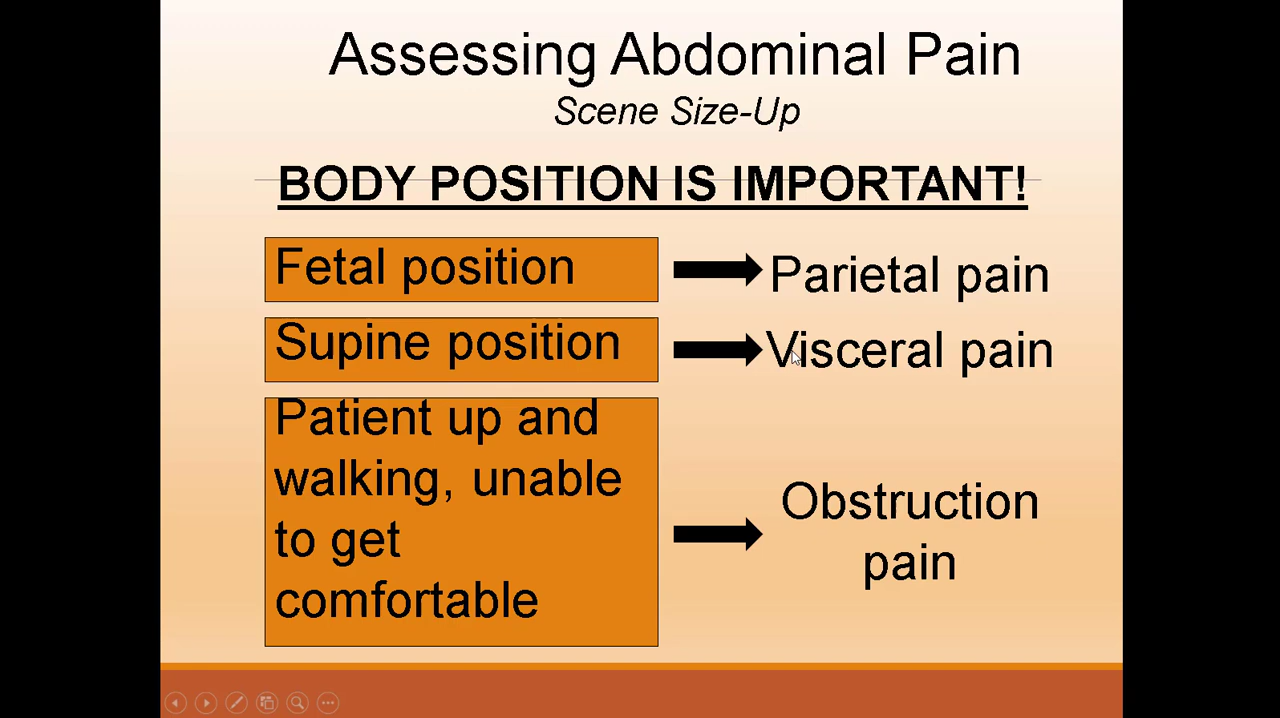 Assessing Abdominal Pain
Scene Size-Up
BODY POSITION IS IMPORTANT!
Fetal position
Parietal pain
Supine position
Visceral pain
Patient up and
walking, unable
to get
comfortable
Obstruction
pain